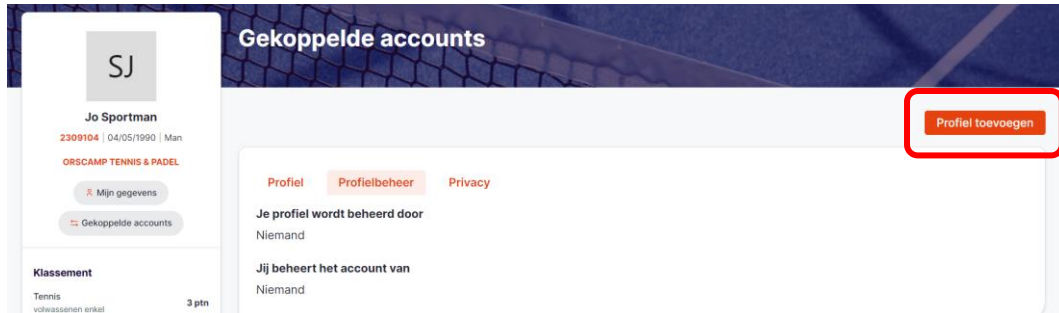 SJ
Jo Sportman
2309104 | 04/05/1990 | Man
ORSCAMP TENNIS & PADEL
Mijn gegevens
Gekoppelde accounts
Klassement
Tennis
volwassenen enkel
3 ptn
Gekoppelde accounts
Profiel toevoegen
Profiel Profielbeheer Privacy
Je profiel wordt beheerd door
Niemand
Jij beheert het account van
Niemand